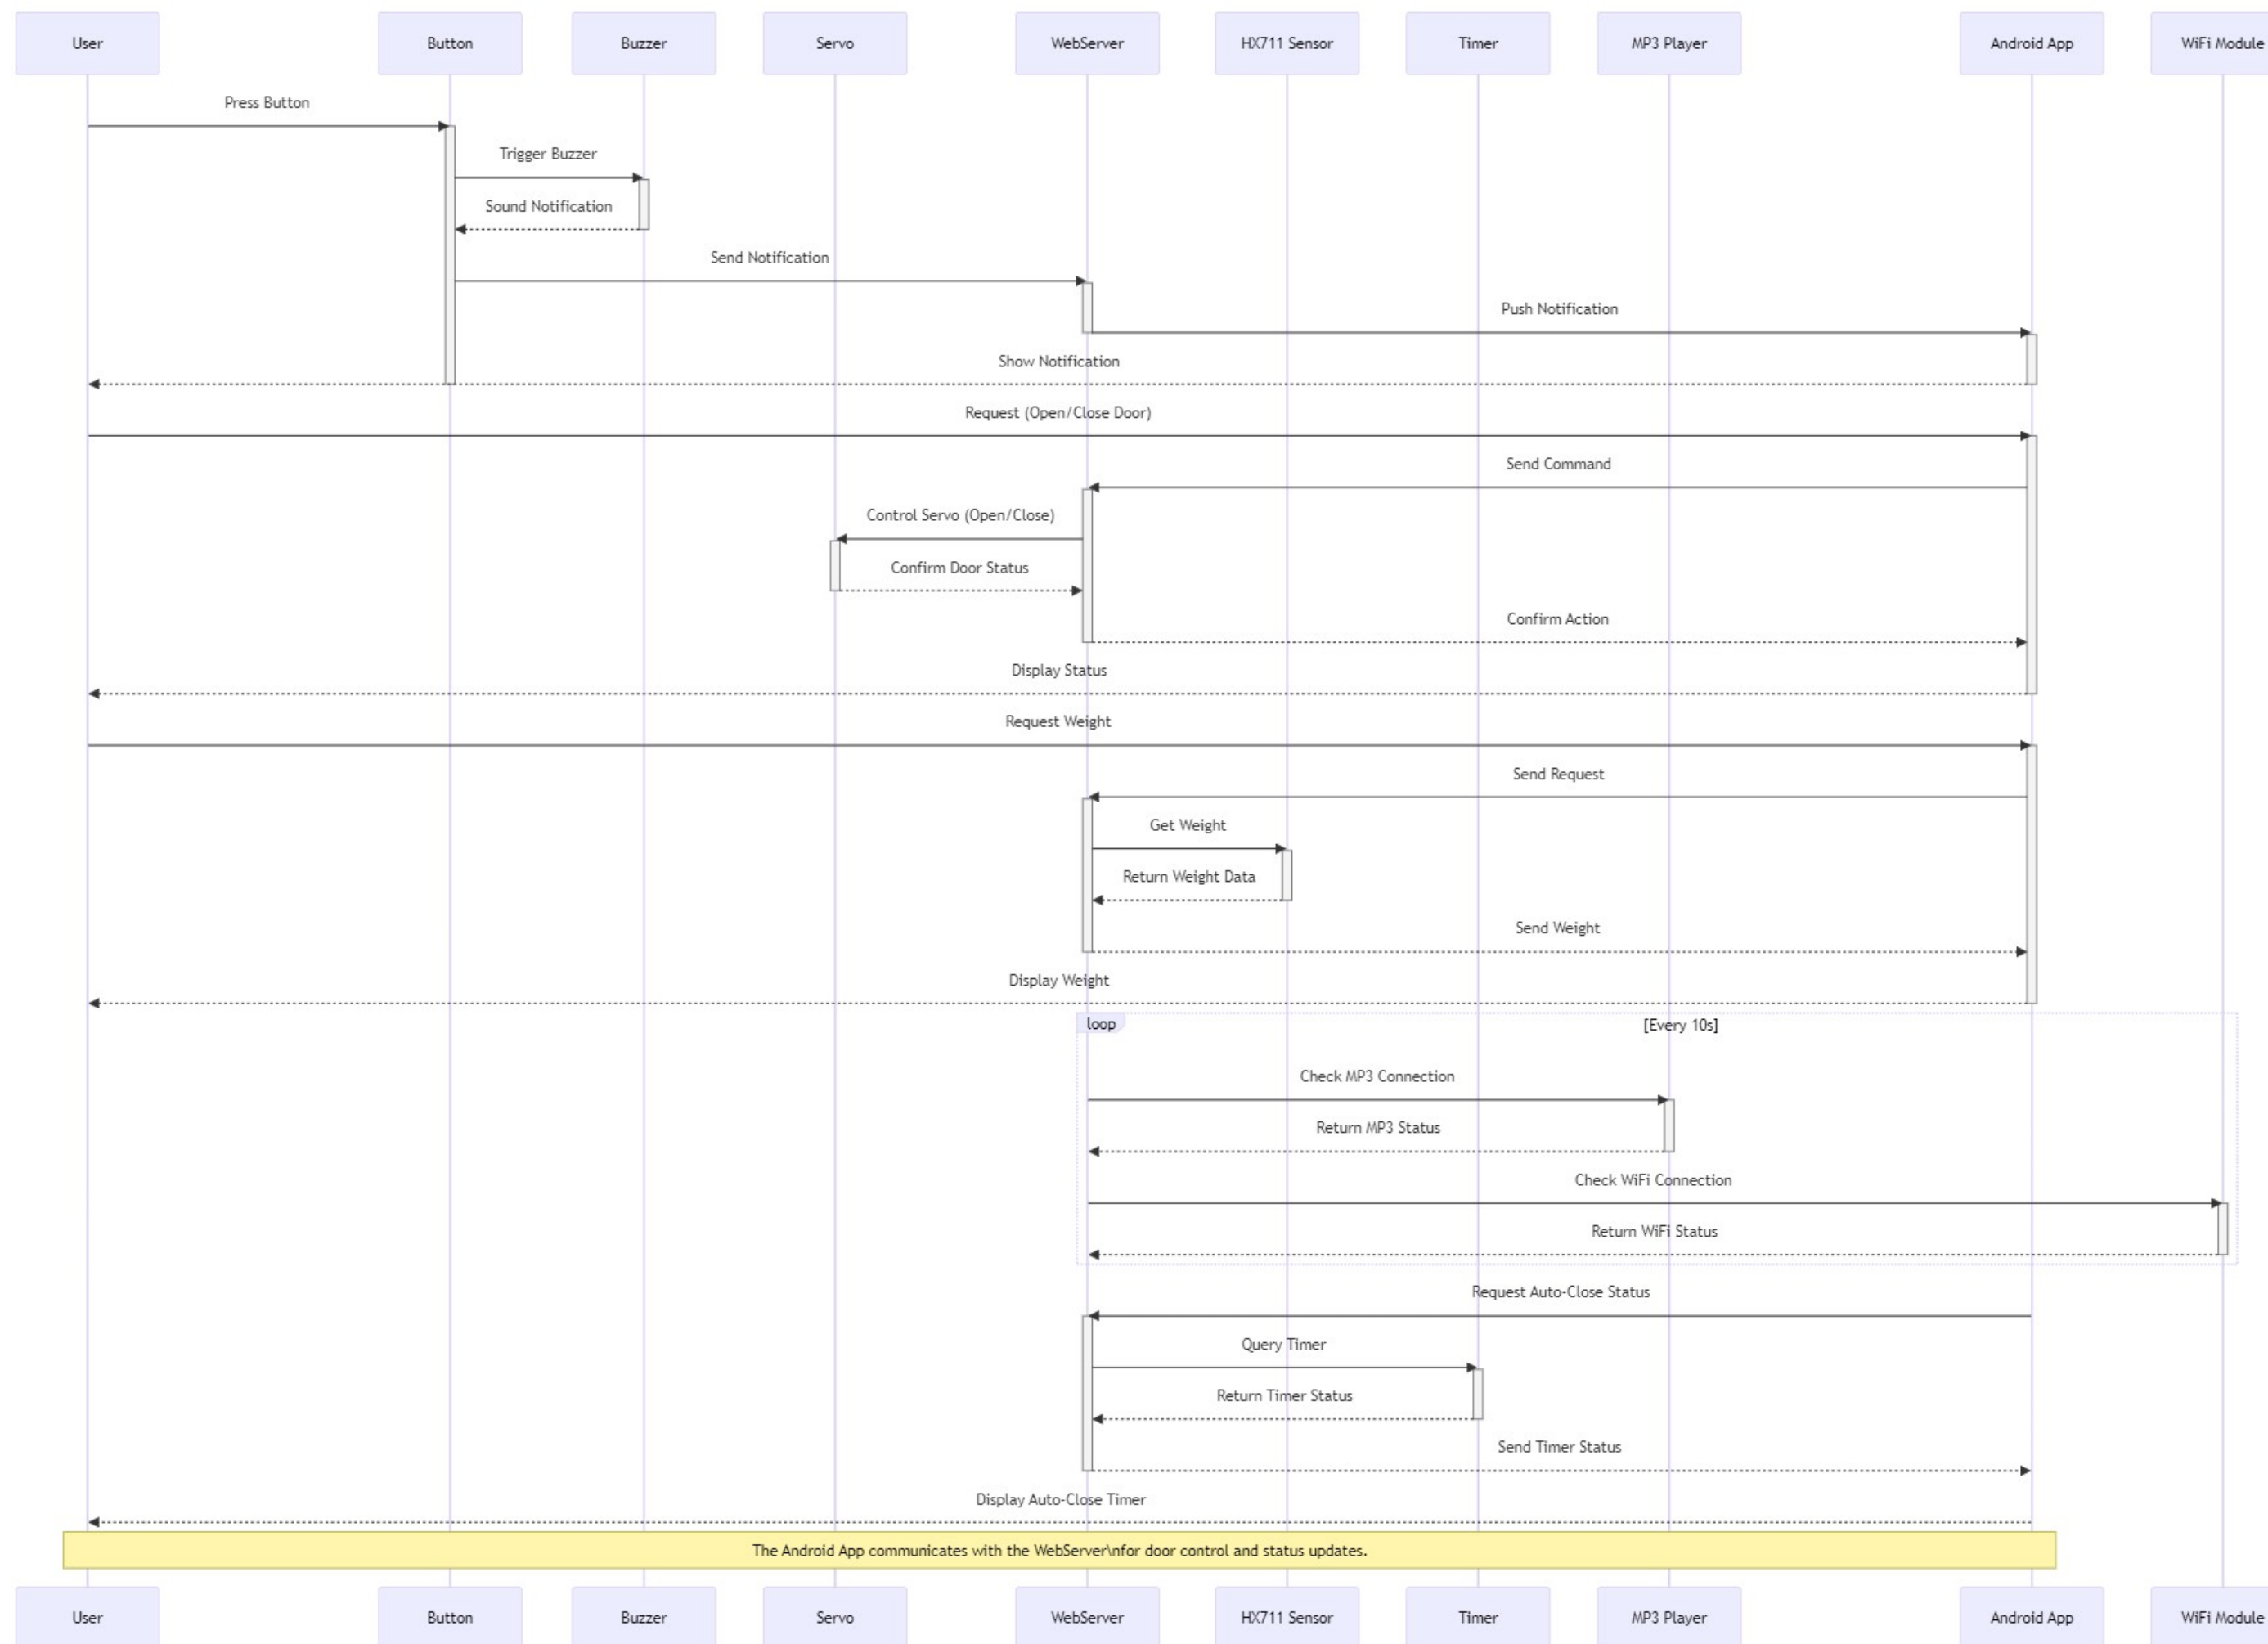 User
Button
Buzzer
Servo
WebServer
HX711 Sensor
Timer
MP3 Player
Android App
WiFi Module
Press Button
Trigger Buzzer
Sound Notification
Send Notification
Push Notification
Show Notification
Request (Open/Close Door)
Send Command
Control Servo (Open/Close)
Confirm Door Status
Confirm Action
Display Status
Request Weight
Send Request
Get Weight
Return Weight Data
Send Weight
Display Weight
loop
[Every 10s]
Check MP3 Connection
Return MP3 Status
Check WiFi Connection
Return WiFi Status
Request Auto-Close Status
Query Timer
Return Timer Status
Send Timer Status
Display Auto-Close Timer
The Android App communicates with the WebServer\nfor door control and status updates.
User
Button
Buzzer
Servo
WebServer
HX711 Sensor
Timer
MP3 Player
Android App
WiFi Module